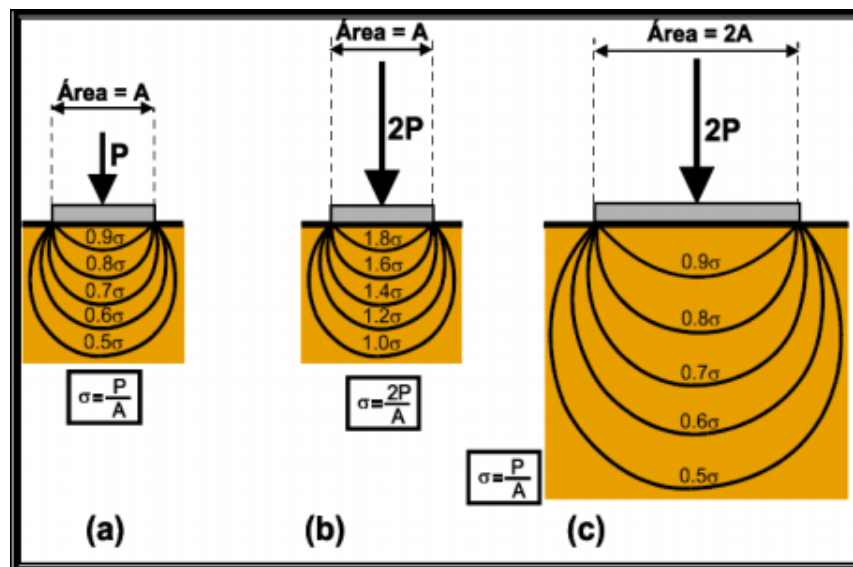 Área = A
P
0.9σ
0.8σ
0.7σ
0.6σ
0.5σ
σ=P/A
(a)
Área = A
2P
1.8σ
1.6σ
1.4σ
1.2σ
1.0σ
σ=2P/A
(b)
Área = 2A
2P
0.9σ
0.8σ
0.7σ
0.6σ
0.5σ
σ=P/A
(c)